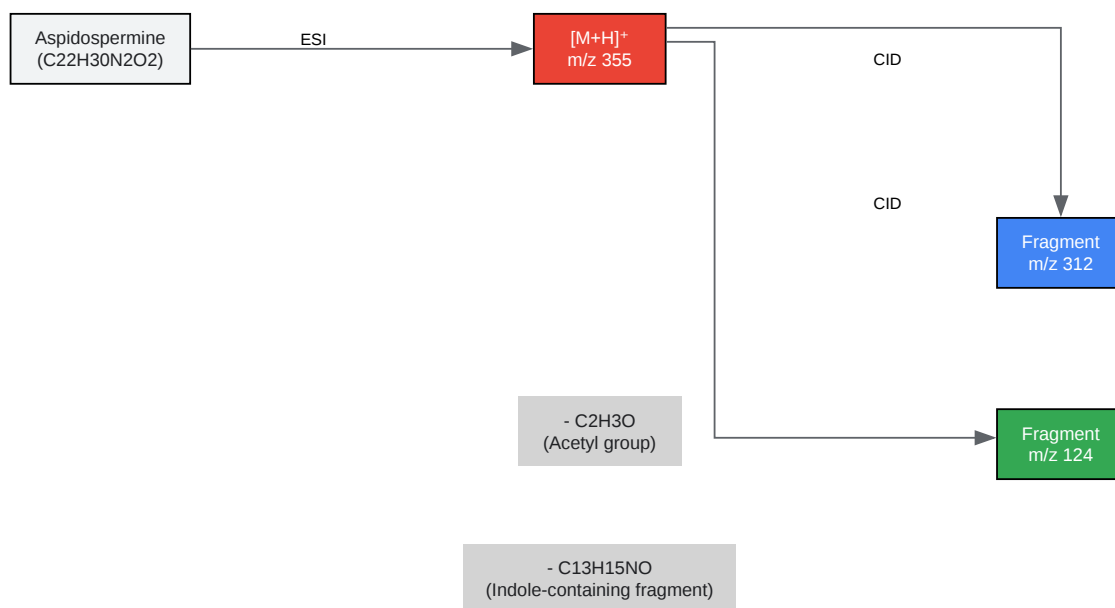 Aspidospermine
(C22H30N2O2)
ESI
[M+H]⁺
m/z 355
CID
CID
Fragment
m/z 312
- C2H3O
(Acetyl group)
Fragment
m/z 124
- C13H15NO
(Indole-containing fragment)